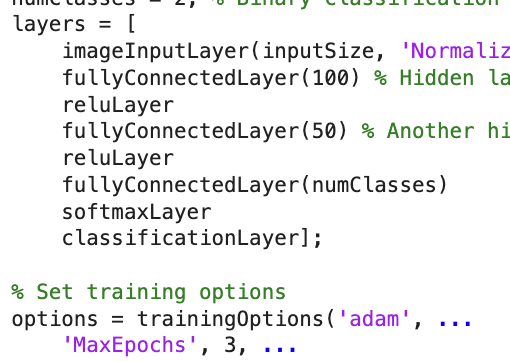 numClasses = 2; % Binary classification
layers = [
    imageInputLayer(inputSize, 'Normaliz
    fullyConnectedLayer(100) % Hidden la
    reluLayer
    fullyConnectedLayer(50) % Another hi
    reluLayer
    fullyConnectedLayer(numClasses)
    softmaxLayer
    classificationLayer];

% Set training options
options = trainingOptions('adam', ...
    'MaxEpochs', 3, ...